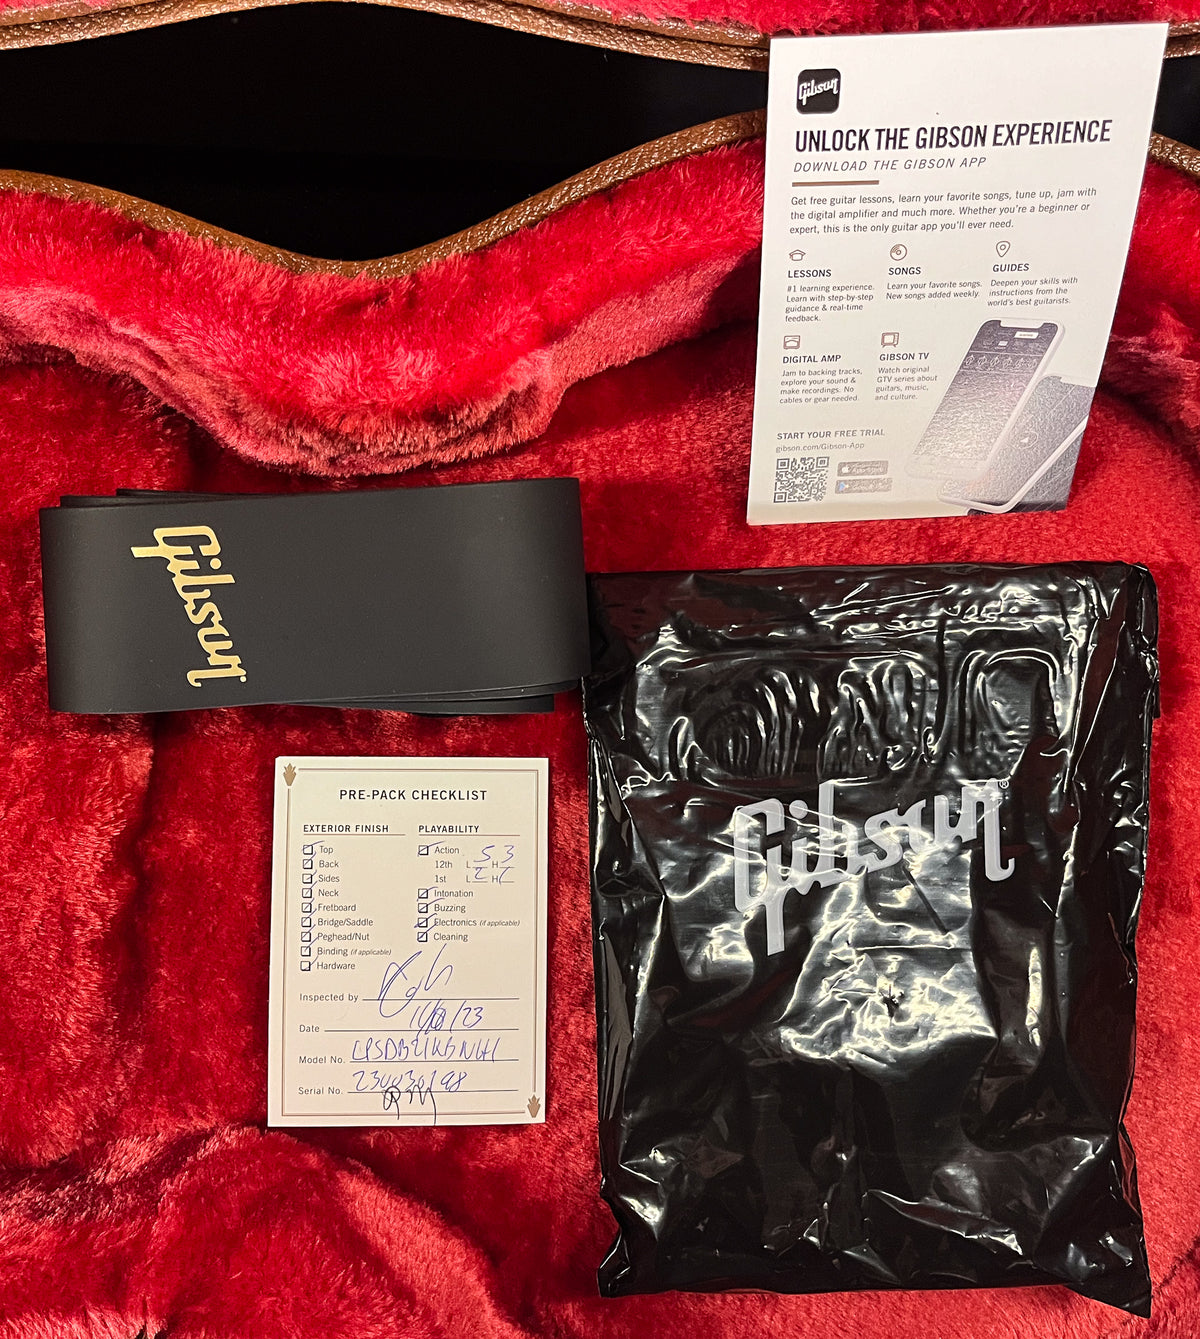 Gibson
UNLOCK THE GIBSON EXPERIENCE
DOWNLOAD THE GIBSON APP
Get free guitar lessons, learn your favorite songs, tune up, jam with
the digital amplifier and much more. Whether you're a beginner or
expert, this is the only guitar app you'll ever need.
LESSONS
#1 learning experience.
Learn with step-by-step
guidance & real-time
feedback.
SONGS
Learn your favorite songs.
New songs added weekly.
GUIDES
Deepen your skills with
instructions from the
world's best guitarists.
DIGITAL AMP
Jam to backing tracks,
explore your sound &
make recordings. No
cables or gear needed.
GIBSON TV
Watch original
GTV series about
guitars, music,
and culture.
START YOUR FREE TRIAL
gibson.com/Gibson-App
Gibson
Gibson®
PRE-PACK CHECKLIST
EXTERIOR FINISH
Top
Back
Sides
Neck
Fretboard
Bridge/Saddle
Peghead/Nut
Binding (if applicable)
Hardware
PLAYABILITY
Action
12th L 5 H 3
1st L 2 H
Intonation
Buzzing
Electronics (if applicable)
Cleaning
Inspected by
Date
Model No.
Serial No.